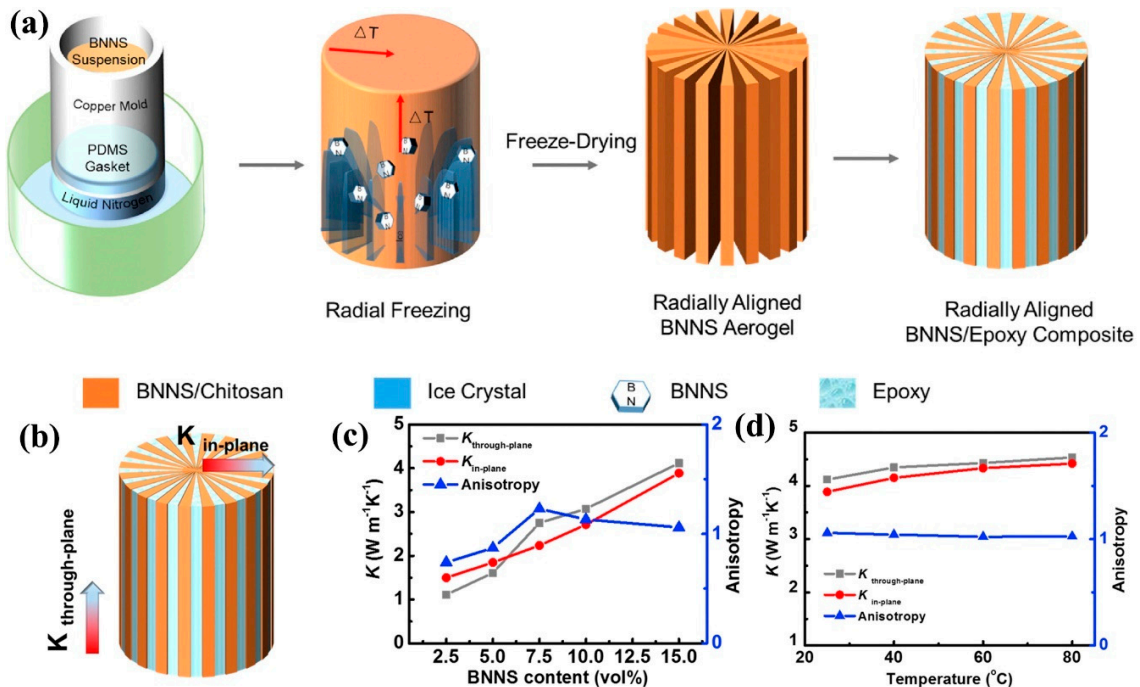 (a)
BNNS
Suspension
Copper Mold
PDMS
Gasket
Liquid Nitrogen
ΔT
ΔT
B
N
B
N
B
N
B
N
B
N
B
N
B
N
B
N
Ice
Radial Freezing
Freeze-Drying
Radially Aligned
BNNS Aerogel
Radially Aligned
BNNS/Epoxy Composite
BNNS/Chitosan
Ice Crystal
B
N
BNNS
Epoxy
(b)
K in-plane
K through-plane
(c)
K through-plane
K in-plane
Anisotropy
K (W m⁻¹K⁻¹)
5
4
3
2
1
0
2.5 5.0 7.5 10.0 12.5 15.0
BNNS content (vol%)
2
1
0
Anisotropy
(d)
K (W m⁻¹K⁻¹)
5
4
3
2
1
K through-plane
K in-plane
Anisotropy
20 40 60 80
Temperature (°C)
2
1
0
Anisotropy